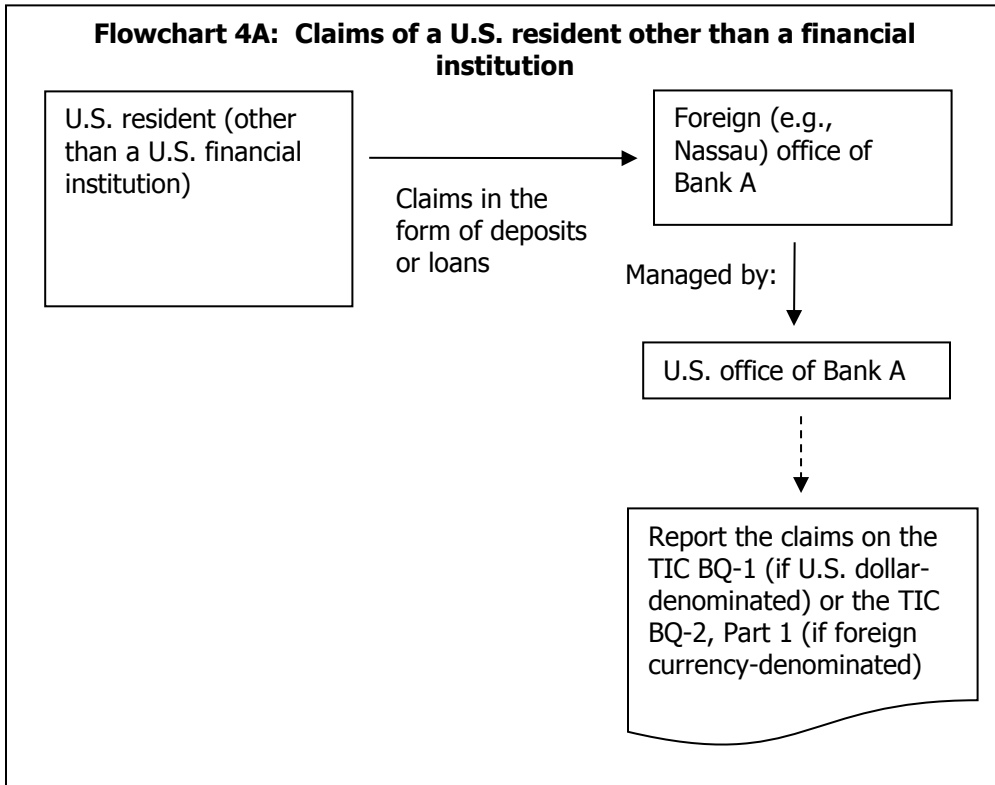 Flowchart 4A: Claims of a U.S. resident other than a financial
institution
U.S. resident (other
than a U.S. financial
institution)
Claims in the
form of deposits
or loans
Foreign (e.g.,
Nassau) office of
Bank A
Managed by:
U.S. office of Bank A
Report the claims on the
TIC BQ-1 (if U.S. dollar-
denominated) or the TIC
BQ-2, Part 1 (if foreign
currency-denominated)